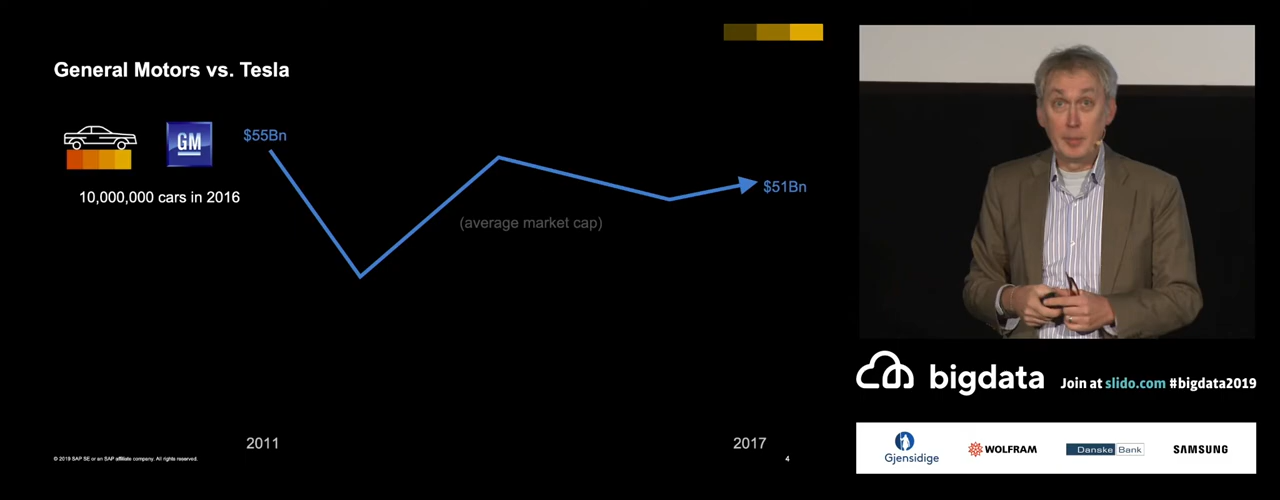 General Motors vs. Tesla
GM
$55Bn
10,000,000 cars in 2016
$51Bn
(average market cap)
2011
2017
© 2019 SAP SE or an SAP affiliate company. All rights reserved.
4
bigdata
Join at slido.com #bigdata2019
Gjensidige
WOLFRAM
Danske Bank
SAMSUNG